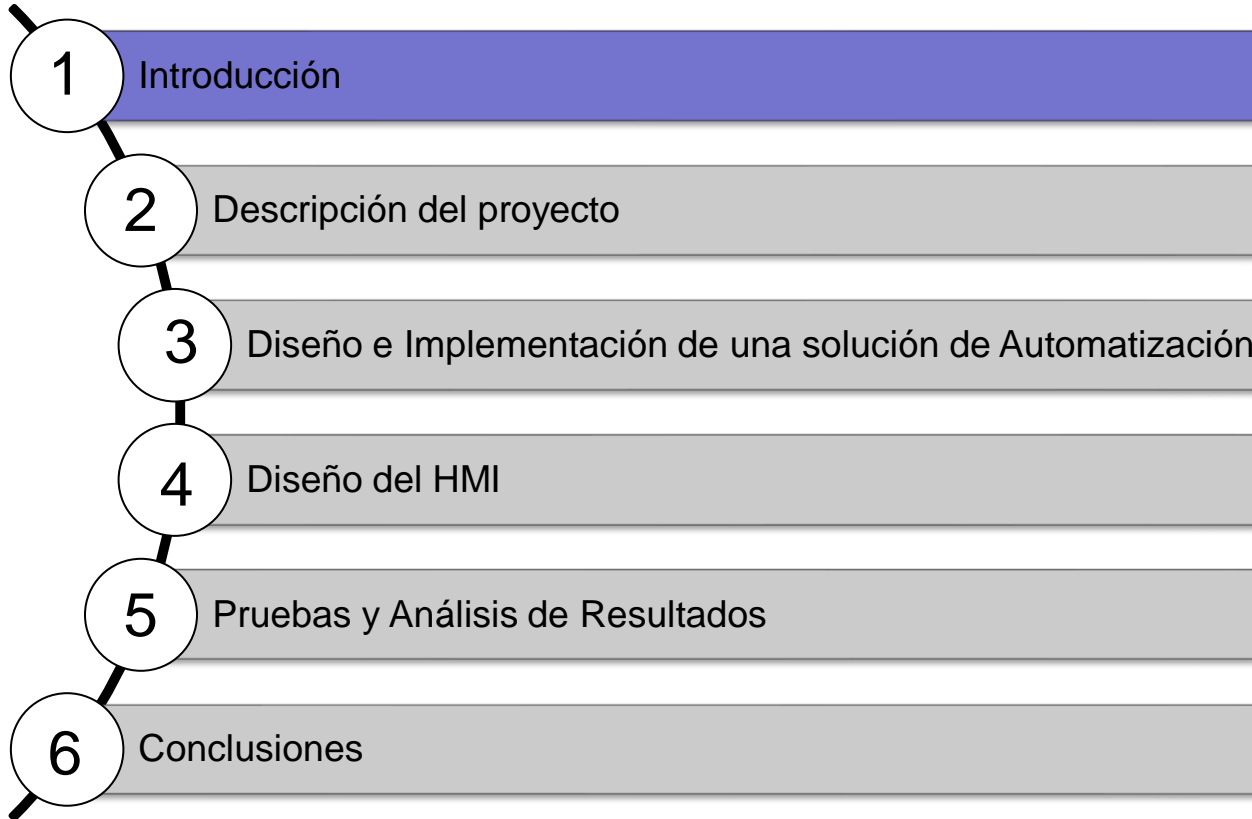 1 Introducción
2 Descripción del proyecto
3 Diseño e Implementación de una solución de Automatización
4 Diseño del HMI
5 Pruebas y Análisis de Resultados
6 Conclusiones